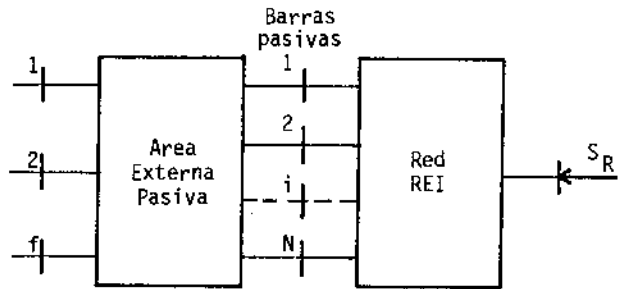 Barras
pasivas
1
1
2
2
Area
Externa
Pasiva
Red
REI
S_R
i
f
N